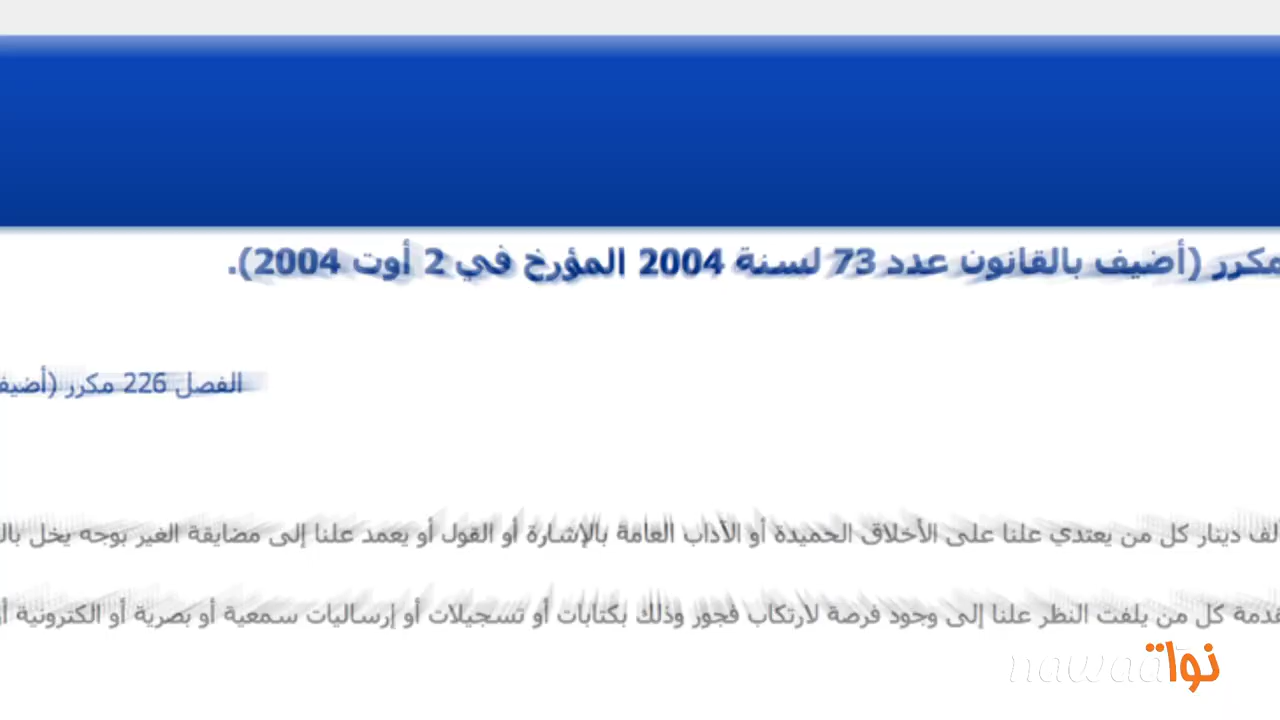 مكرر (أضيف بالقانون عدد 73 لسنة 2004 المؤرخ في 2 أوت 2004).
الفصل 226 مكرر (أضيف
دينار كل من يعتدي علنا على الأخلاق الحميدة أو الآداب العامة بالإشارة أو القول أو يعمد علنا إلى مضايقة الغير بوجه يخل
كل من يلفت النظر علنا إلى وجود فرصة لارتكاب فجور وذلك بكتابات أو تسجيلات أو إرساليات سمعية أو بصرية أو الكترونية
nawaat نواة